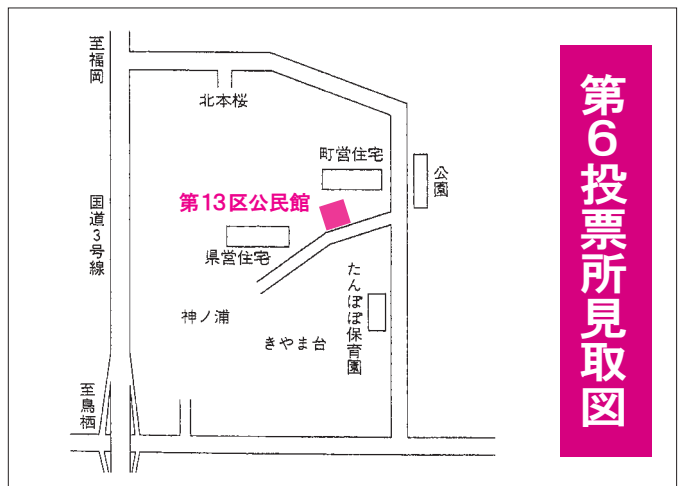 第6投票所見取図
至福岡
北本桜
町営住宅
公園
国道3号線
第13区公民館
県営住宅
たんぽぽ保育園
神ノ浦
きやま台
至鳥栖